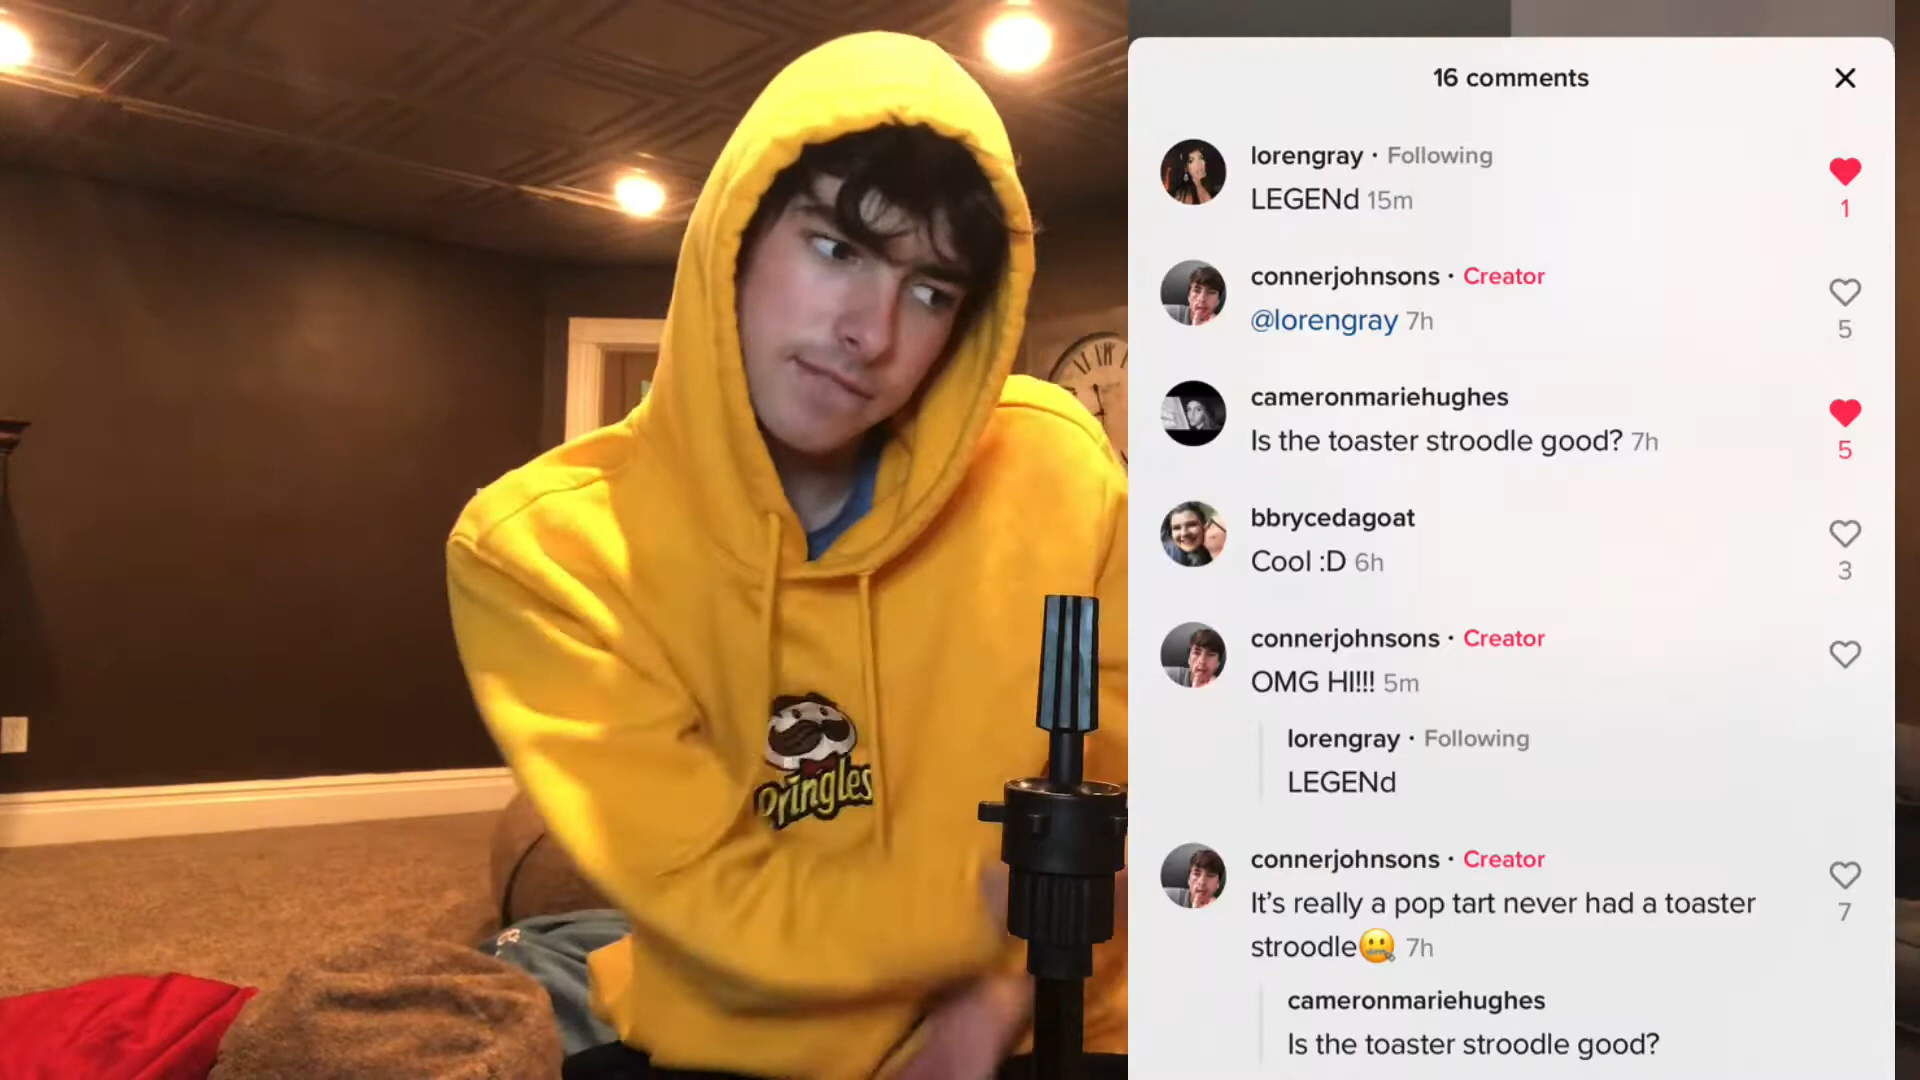 16 comments
lorengray · Following
LEGENd 15m
1
connerjohnsons · Creator
@lorengray 7h
5
cameronmariehughes
Is the toaster stroodle good? 7h
5
bbrycedagoat
Cool :D 6h
3
connerjohnsons · Creator
OMG HI!!! 5m
lorengray · Following
LEGENd
connerjohnsons · Creator
It’s really a pop tart never had a toaster
stroodle🤐 7h
7
cameronmariehughes
Is the toaster stroodle good?
Pringles